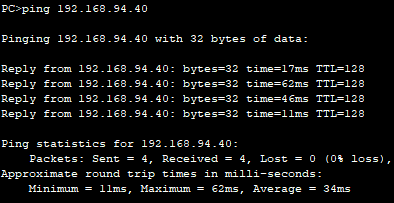 PC>ping 192.168.94.40
Pinging 192.168.94.40 with 32 bytes of data:
Reply from 192.168.94.40: bytes=32 time=17ms TTL=128
Reply from 192.168.94.40: bytes=32 time=62ms TTL=128
Reply from 192.168.94.40: bytes=32 time=46ms TTL=128
Reply from 192.168.94.40: bytes=32 time=11ms TTL=128
Ping statistics for 192.168.94.40:
Packets: Sent = 4, Received = 4, Lost = 0 (0% loss),
Approximate round trip times in milli-seconds:
Minimum = 11ms, Maximum = 62ms, Average = 34ms